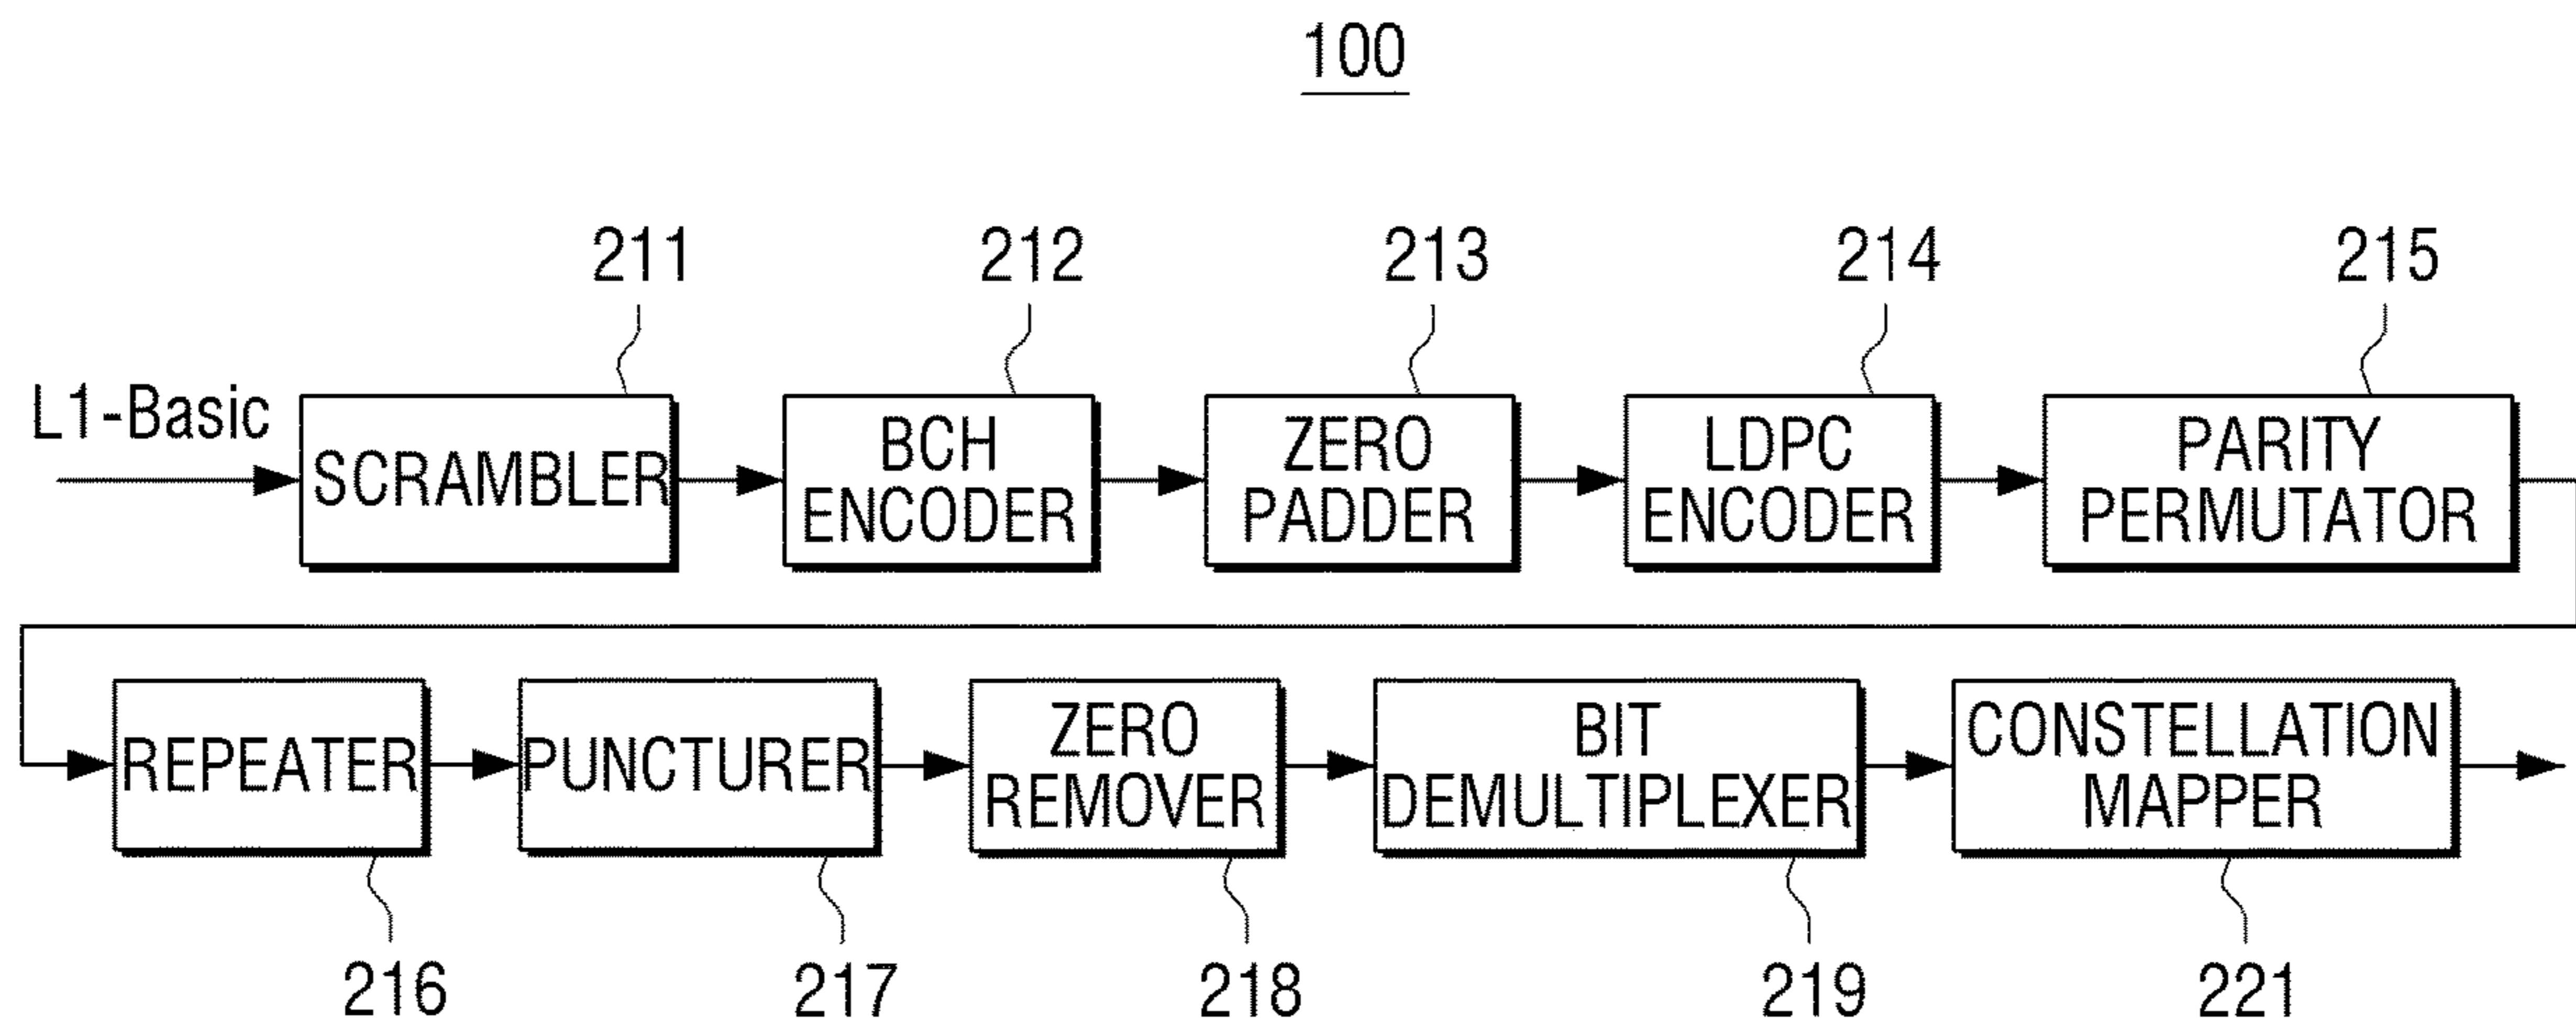 100
211
212
213
214
215
L1-Basic
SCRAMBLER
BCH
ENCODER
ZERO
PADDER
LDPC
ENCODER
PARITY
PERMUTATOR
REPEATER
PUNCTURER
ZERO
REMOVER
BIT
DEMULTIPLEXER
CONSTELLATION
MAPPER
216
217
218
219
221